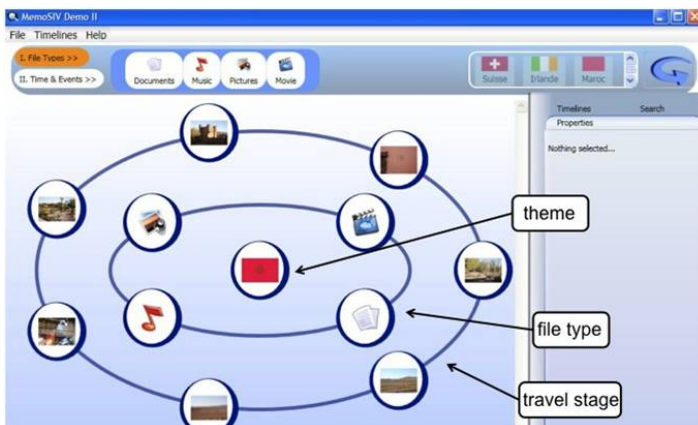 MemoSIV Demo II
File Timelines Help
I. File Types >>
II. Time & Events >>
Documents Music Pictures Movie
Suisse Irlande Maroc
Timelines Search
Properties
Nothing selected...
theme
file type
travel stage